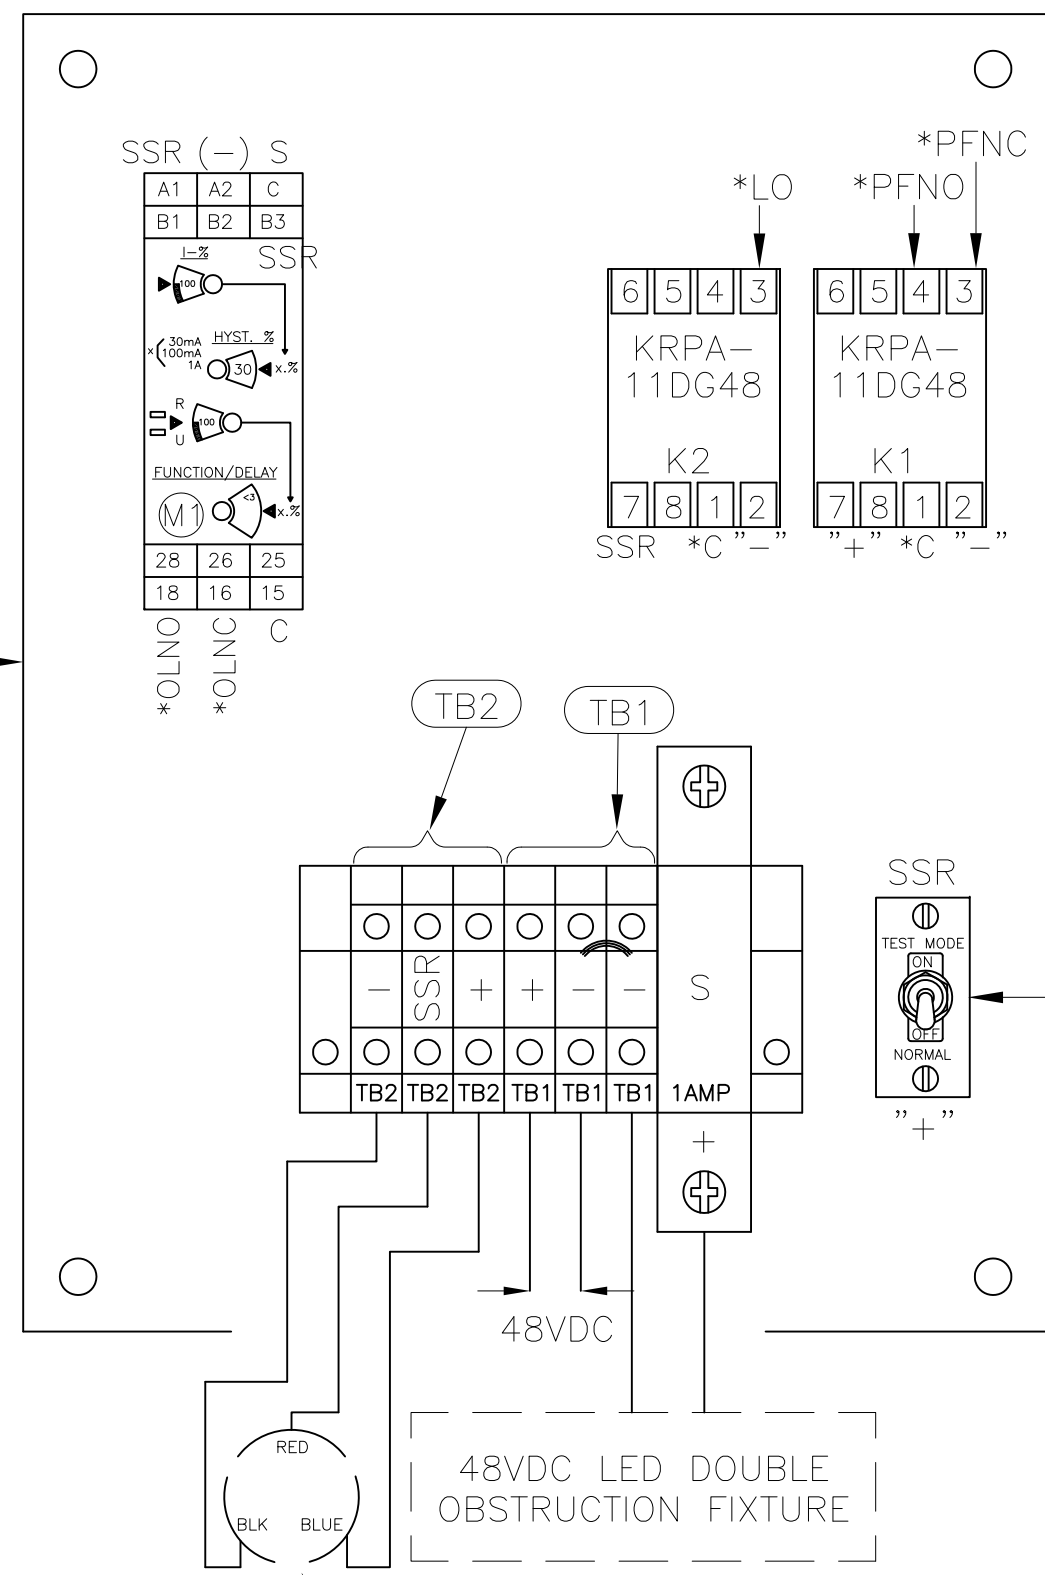 *PFNC
*LO
*PFNO
SSR (-) S
A1 A2 C
B1 B2 B3
I-%
SSR
100
30mA
x 100mA
1A
HYST. %
30
x.%
R
U
100
FUNCTION/DELAY
<3
M1
x.%
28 26 25
18 16 15
*OLNO
*OLNC
C
6 5 4 3
KRPA-
11DG48
K2
7 8 1 2
SSR *C "-"
6 5 4 3
KRPA-
11DG48
K1
7 8 1 2
"+" *C "-"
TB2
TB1
- SSR + + - - S
TB2 TB2 TB2 TB1 TB1 TB1 1AMP
+
SSR
TEST MODE
ON
OFF
NORMAL
"+"
48VDC
RED
BLK BLUE
48VDC LED DOUBLE
OBSTRUCTION FIXTURE